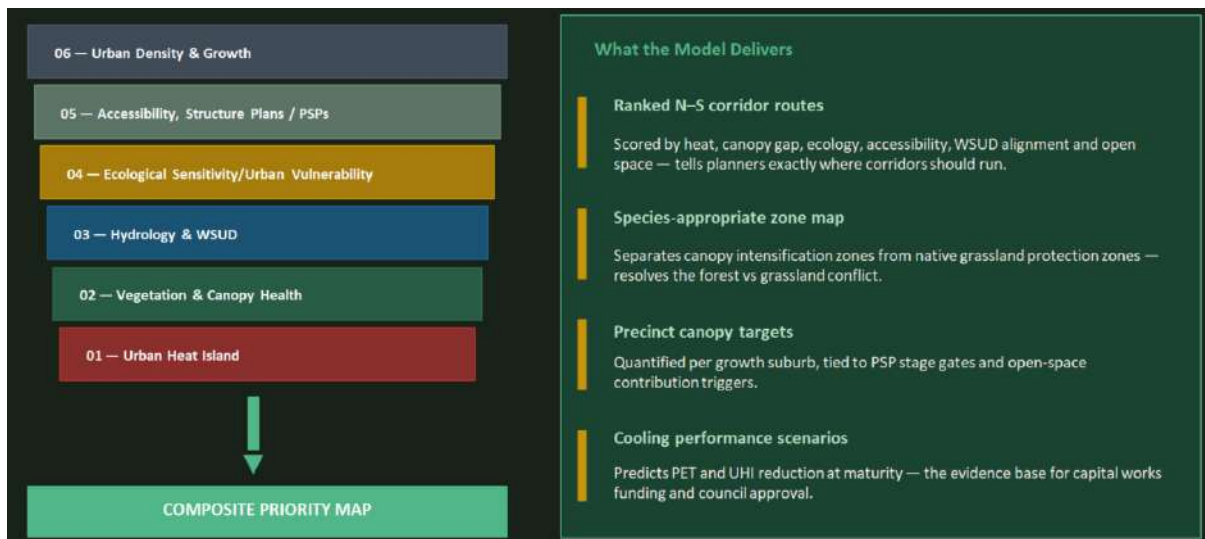 06 — Urban Density & Growth
05 — Accessibility, Structure Plans / PSPs
04 — Ecological Sensitivity/Urban Vulnerability
03 — Hydrology & WSUD
02 — Vegetation & Canopy Health
01 — Urban Heat Island
COMPOSITE PRIORITY MAP
What the Model Delivers
Ranked N–S corridor routes
Scored by heat, canopy gap, ecology, accessibility, WSUD alignment and open
space — tells planners exactly where corridors should run.
Species-appropriate zone map
Separates canopy intensification zones from native grassland protection zones —
resolves the forest vs grassland conflict.
Precinct canopy targets
Quantified per growth suburb, tied to PSP stage gates and open-space
contribution triggers.
Cooling performance scenarios
Predicts PET and UHI reduction at maturity — the evidence base for capital works
funding and council approval.